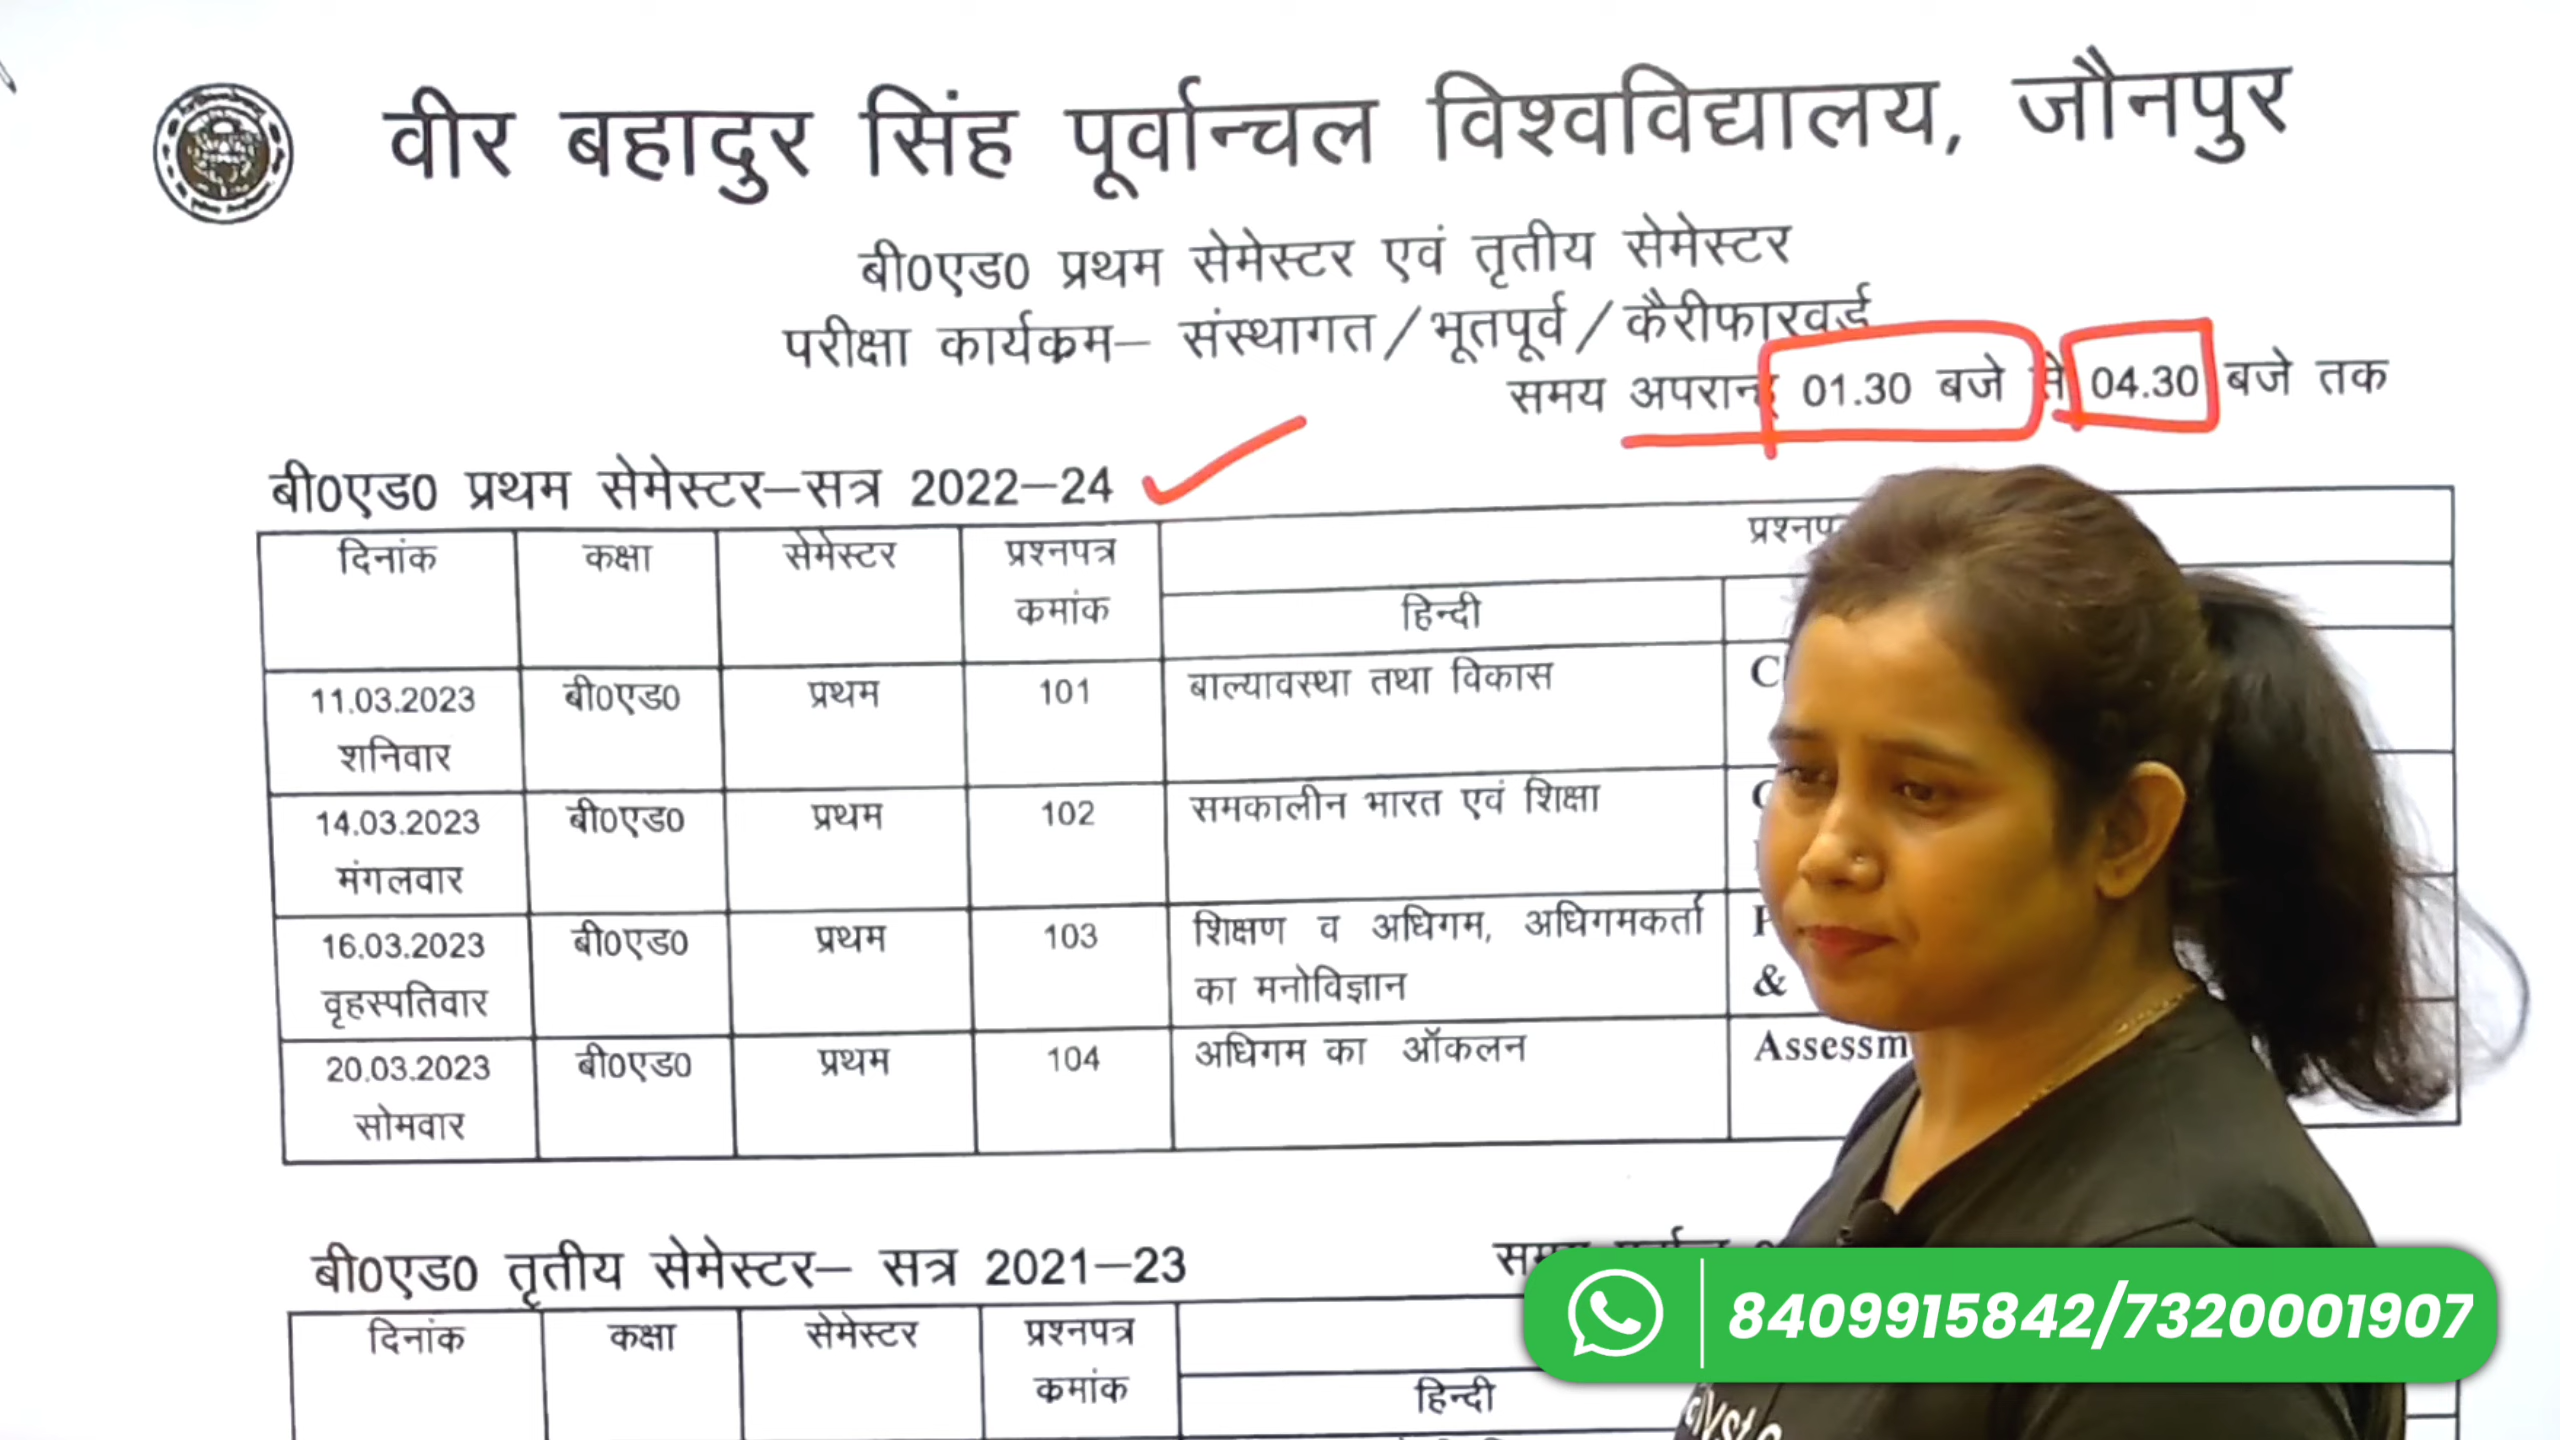 वीर बहादुर सिंह पूर्वान्चल विश्वविद्यालय, जौनपुर
बी0एड0 प्रथम सेमेस्टर एवं तृतीय सेमेस्टर
परीक्षा कार्यक्रम– संस्थागत/भूतपूर्व/कैरीफारवर्ड
समय अपरान्ह 01.30 बजे से 04.30 बजे तक
बी0एड0 प्रथम सेमेस्टर–सत्र 2022–24
दिनांक कक्षा सेमेस्टर प्रश्नपत्र
कमांक हिन्दी
11.03.2023 बी0एड0 प्रथम 101 बाल्यावस्था तथा विकास
शनिवार
14.03.2023 बी0एड0 प्रथम 102 समकालीन भारत एवं शिक्षा
मंगलवार
16.03.2023 बी0एड0 प्रथम 103 शिक्षण व अधिगम, अधिगमकर्ता
वृहस्पतिवार का मनोविज्ञान &
20.03.2023 बी0एड0 प्रथम 104 अधिगम का ऑकलन
सोमवार
बी0एड0 तृतीय सेमेस्टर– सत्र 2021–23
दिनांक कक्षा सेमेस्टर प्रश्नपत्र
कमांक हिन्दी
8409915842/7320001907